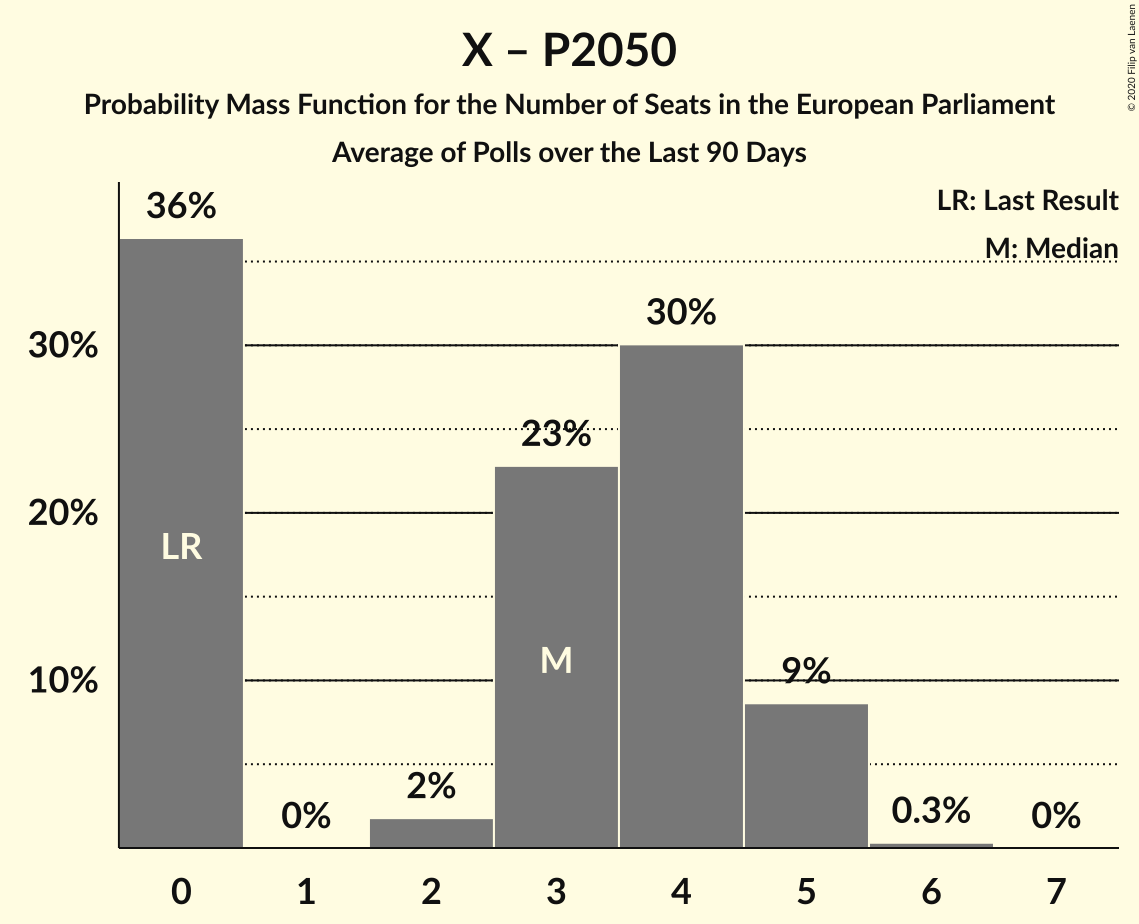 X – P2050
Probability Mass Function for the Number of Seats in the European Parliament
Average of Polls over the Last 90 Days
© 2020 Filip van Laenen
LR: Last Result
M: Median
36%
30%
23%
9%
2%
0%
0.3%
0%
LR
M
30%
20%
10%
0 1 2 3 4 5 6 7